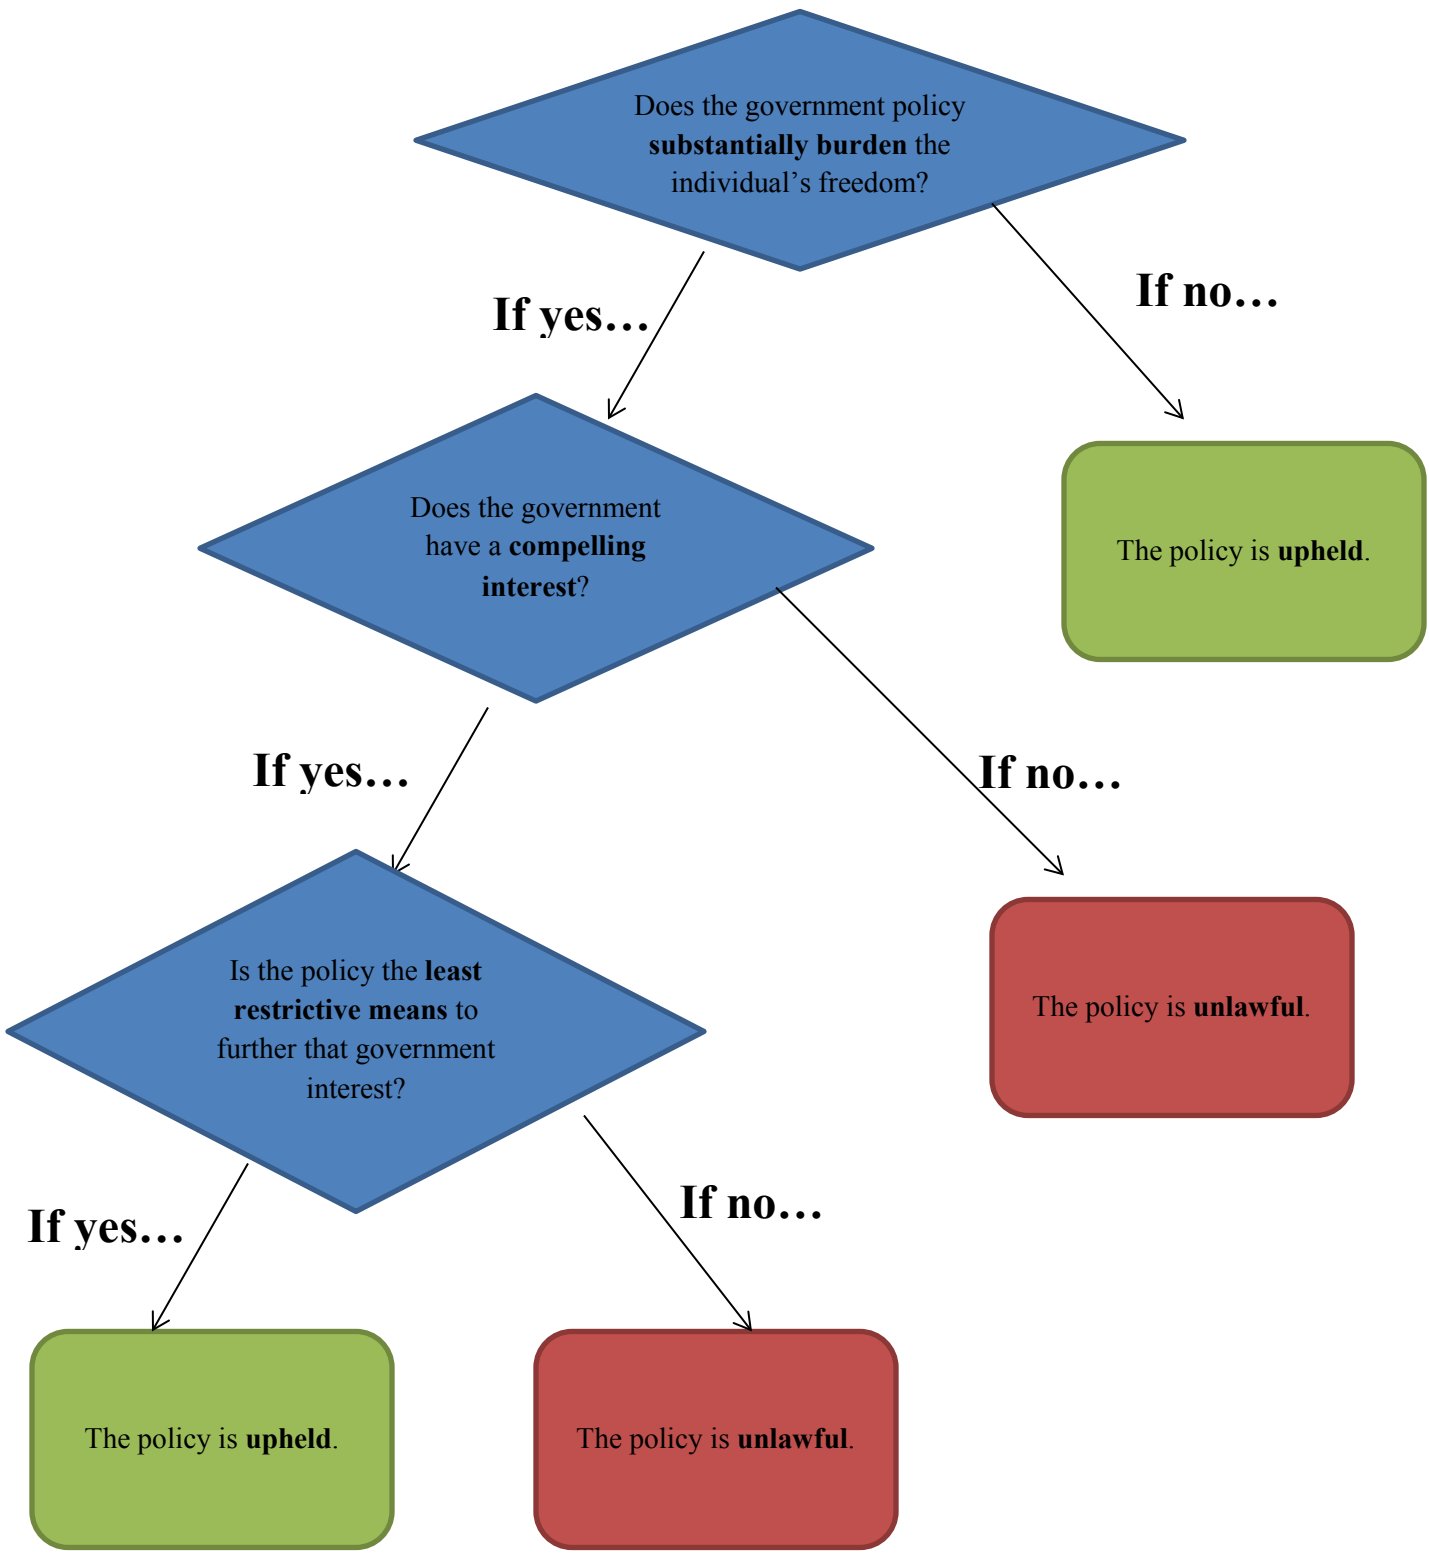 Does the government policy
substantially burden the
individual’s freedom?
If yes…
If no…
Does the government
have a compelling
interest?
The policy is upheld.
If yes…
If no…
Is the policy the least
restrictive means to
further that government
interest?
The policy is unlawful.
If yes…
If no…
The policy is upheld.
The policy is unlawful.